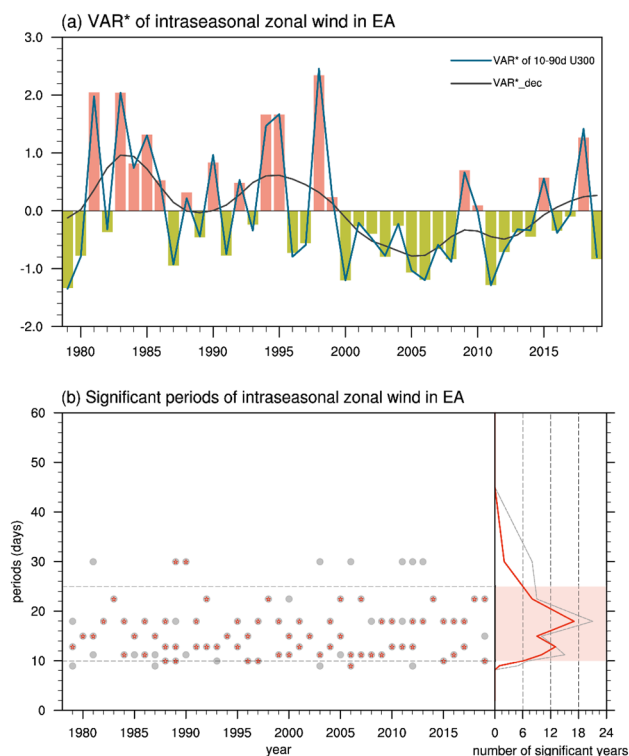 (a) VAR* of intraseasonal zonal wind in EA
3.0
VAR* of 10-90d U300
VAR*_dec
2.0
1.0
0.0
-1.0
-2.0
1980 1985 1990 1995 2000 2005 2010 2015
(b) Significant periods of intraseasonal zonal wind in EA
60
50
40
30
20
10
0
periods (days)
1980 1985 1990 1995 2000 2005 2010 2015 0 6 12 18 24
year number of significant years